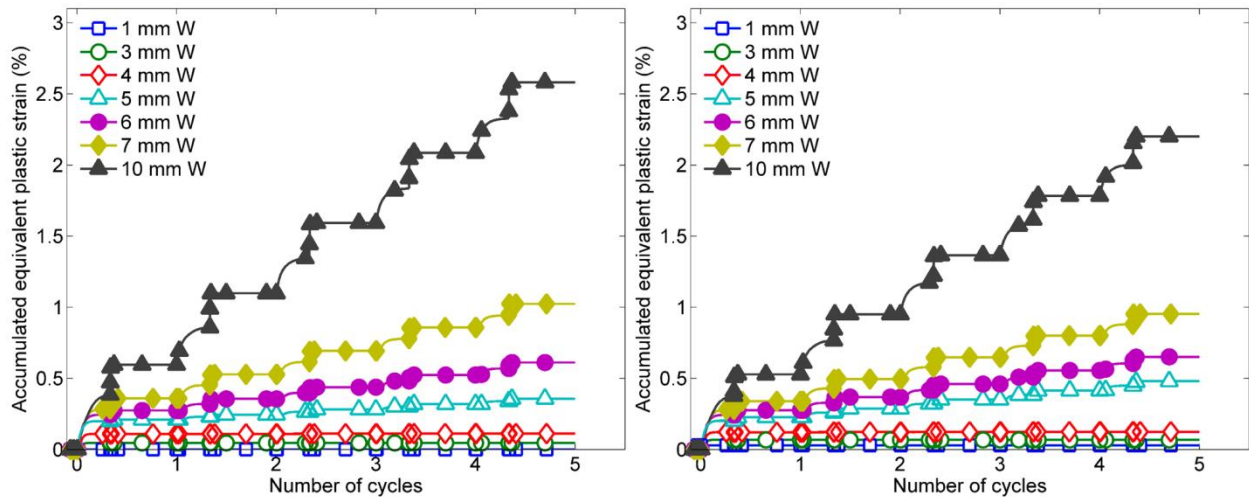 Accumulated equivalent plastic strain (%)
3
2.5
2
1.5
1
0.5
0
1 mm W
3 mm W
4 mm W
5 mm W
6 mm W
7 mm W
10 mm W
0 1 2 3 4 5
Number of cycles
Accumulated equivalent plastic strain (%)
3
2.5
2
1.5
1
0.5
0
1 mm W
3 mm W
4 mm W
5 mm W
6 mm W
7 mm W
10 mm W
0 1 2 3 4 5
Number of cycles